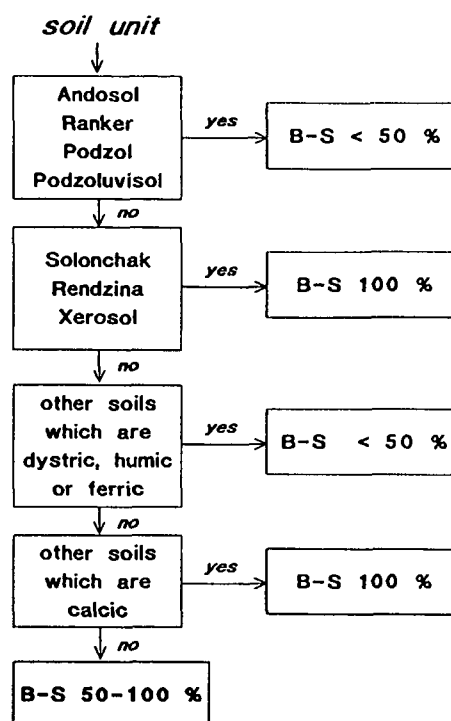 soil unit
Andosol
Ranker
Podzol
Podzoluvisol
yes
B-S < 50 %
no
Solonchak
Rendzina
Xerosol
yes
B-S 100 %
no
other soils
which are
dystric, humic
or ferric
yes
B-S < 50 %
no
other soils
which are
calcic
yes
B-S 100 %
no
B-S 50-100 %